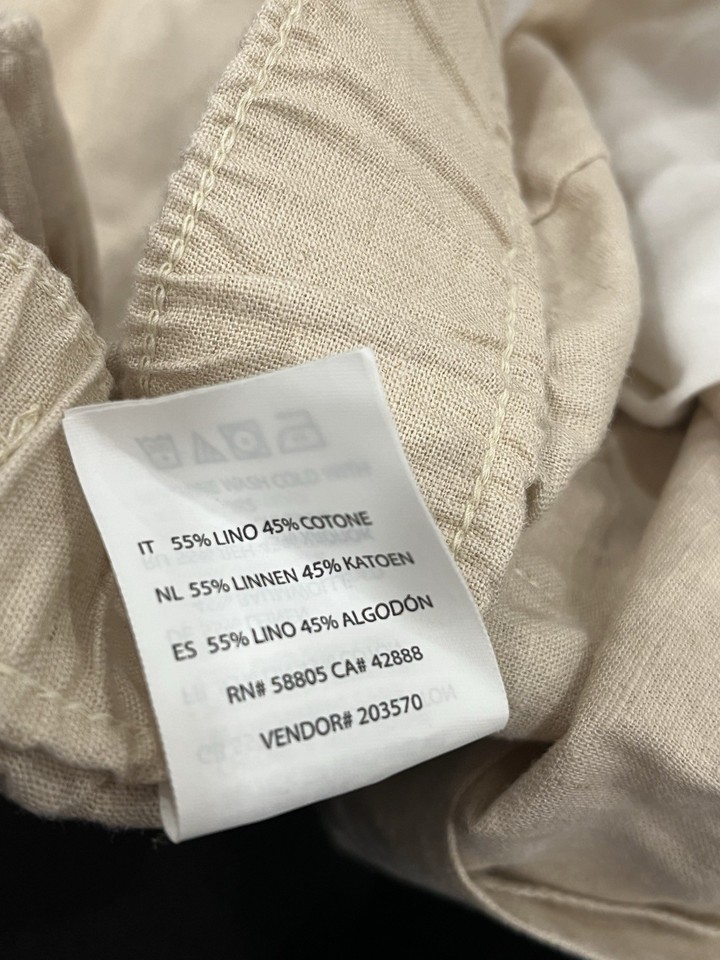 IT 55% LINO 45% COTONE
NL 55% LINNEN 45% KATOEN
ES 55% LINO 45% ALGODÓN
RN# 58805 CA# 42888
VENDOR# 203570